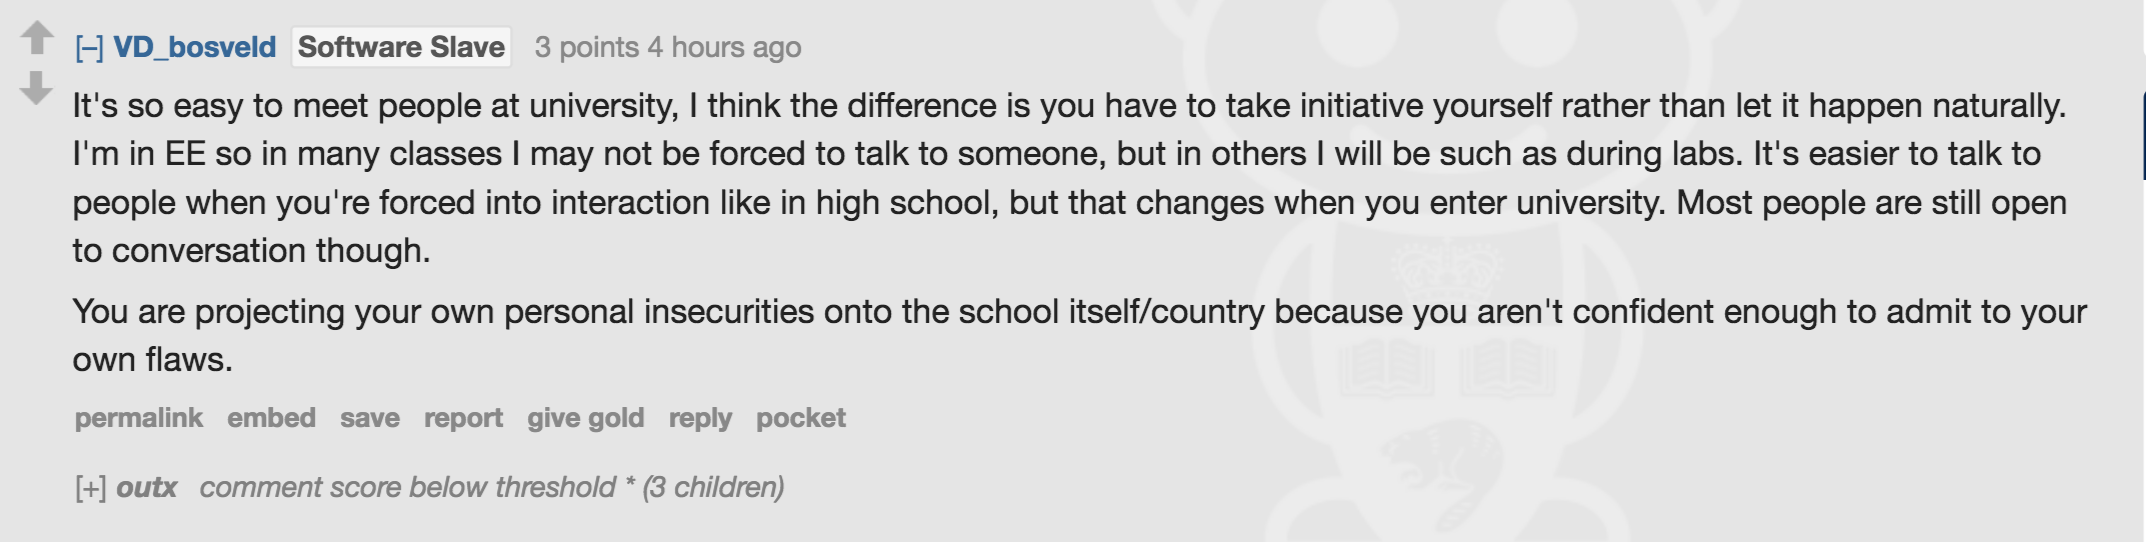 [–] VD_bosveld Software Slave 3 points 4 hours ago
It's so easy to meet people at university, I think the difference is you have to take initiative yourself rather than let it happen naturally.
I'm in EE so in many classes I may not be forced to talk to someone, but in others I will be such as during labs. It's easier to talk to
people when you're forced into interaction like in high school, but that changes when you enter university. Most people are still open
to conversation though.
You are projecting your own personal insecurities onto the school itself/country because you aren't confident enough to admit to your
own flaws.
permalink embed save report give gold reply pocket
[+] outx comment score below threshold * (3 children)